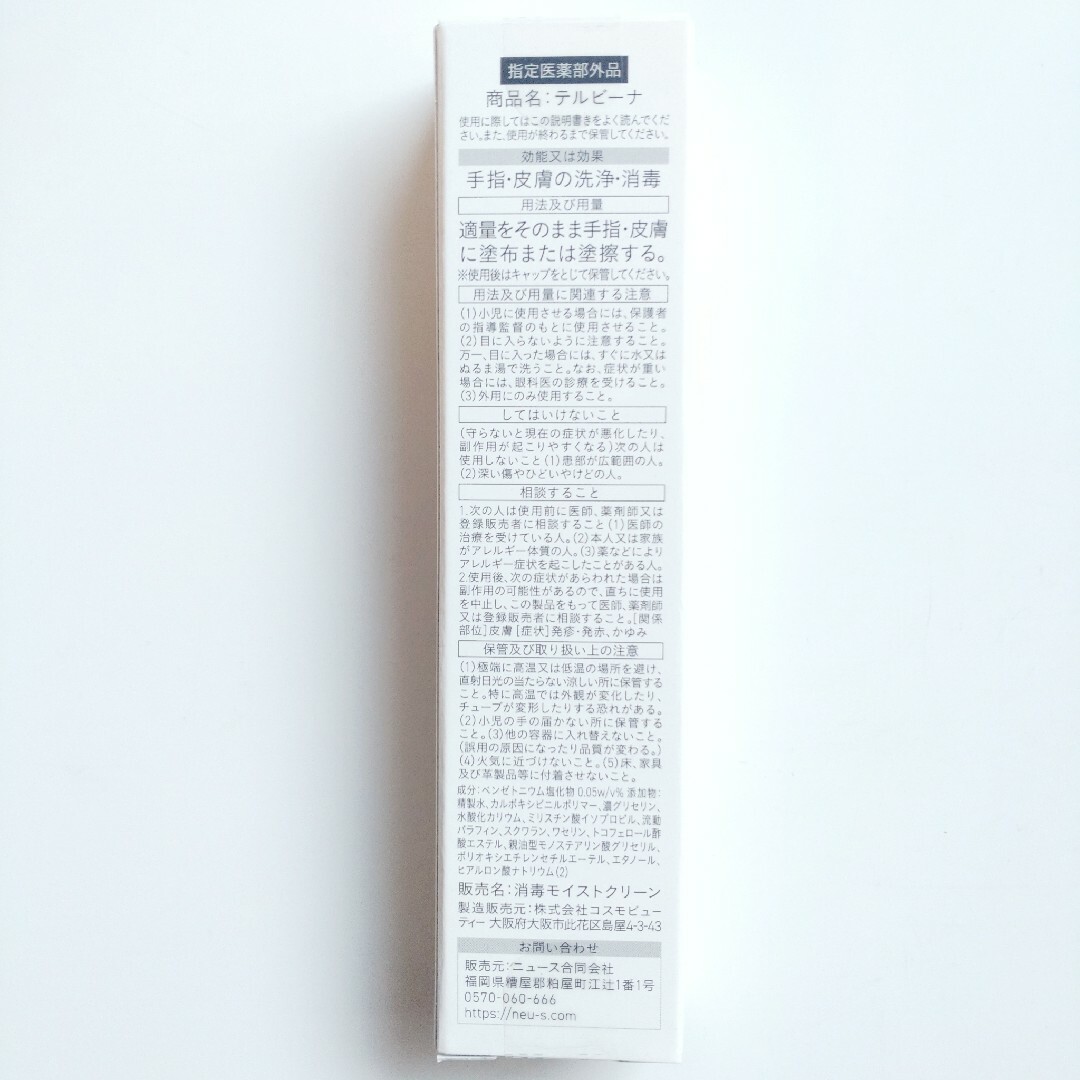 指定医薬部外品
商品名:テルビーナ
使用に際してはこの説明書きをよく読んでくだ
さい。また、使用が終わるまで保管してください。
効能又は効果
手指・皮膚の洗浄・消毒
用法及び用量
適量をそのまま手指・皮膚
に塗布または塗擦する。
※使用後はキャップをとじて保管してください。
用法及び用量に関連する注意
(1)小児に使用させる場合には、保護者
の指導監督のもとに使用させること。
(2)目に入らないように注意すること。
万一、目に入った場合には、すぐに水又は
ぬるま湯で洗うこと。なお、症状が重い
場合には、眼科医の診療を受けること。
(3)外用にのみ使用すること。
してはいけないこと
(守らないと現在の症状が悪化したり、
副作用が起こりやすくなる)次の人は
使用しないこと(1)患部が広範囲の人。
(2)深い傷やひどいやけどの人。
相談すること
1.次の人は使用前に医師、薬剤師又は
登録販売者に相談すること(1)医師の
治療を受けている人。(2)本人又は家族
がアレルギー体質の人。(3)薬などにより
アレルギー症状を起こしたことがある人。
2.使用後、次の症状があらわれた場合は
副作用の可能性があるので、直ちに使用
を中止し、この製品をもって医師、薬剤師
又は登録販売者に相談すること。[関係
部位]皮膚[症状]発疹・発赤、かゆみ
保管及び取り扱い上の注意
(1)極端に高温又は低温の場所を避け、
直射日光の当たらない涼しい所に保管する
こと。特に高温では外観が変化したり、
チューブが変形したりする恐れがある。
(2)小児の手の届かない所に保管する
こと。(3)他の容器に入れ替えないこと。
(誤用の原因になったり品質が変わる。)
(4)火気に近づけないこと。(5)床、家具
及び革製品等に付着させないこと。
成分:ベンゼトニウム塩化物0.05w/v% 添加物:
精製水、カルボキシビニルポリマー、濃グリセリン、
水酸化カリウム、ミリスチン酸イソプロピル、流動
パラフィン、スクワラン、ワセリン、トコフェロール酢
酸エステル、親油型モノステアリン酸グリセリル、
ポリオキシエチレンセチルエーテル、エタノール、
ヒアルロン酸ナトリウム(2)
販売名:消毒モイストクリーン
製造販売元:株式会社コスモビュー
ティー 大阪府大阪市此花区島屋4-3-43
お問い合わせ
販売元:ニュース合同会社
福岡県糟屋郡粕屋町江辻1番1号
0570-060-666
https://neu-s.com